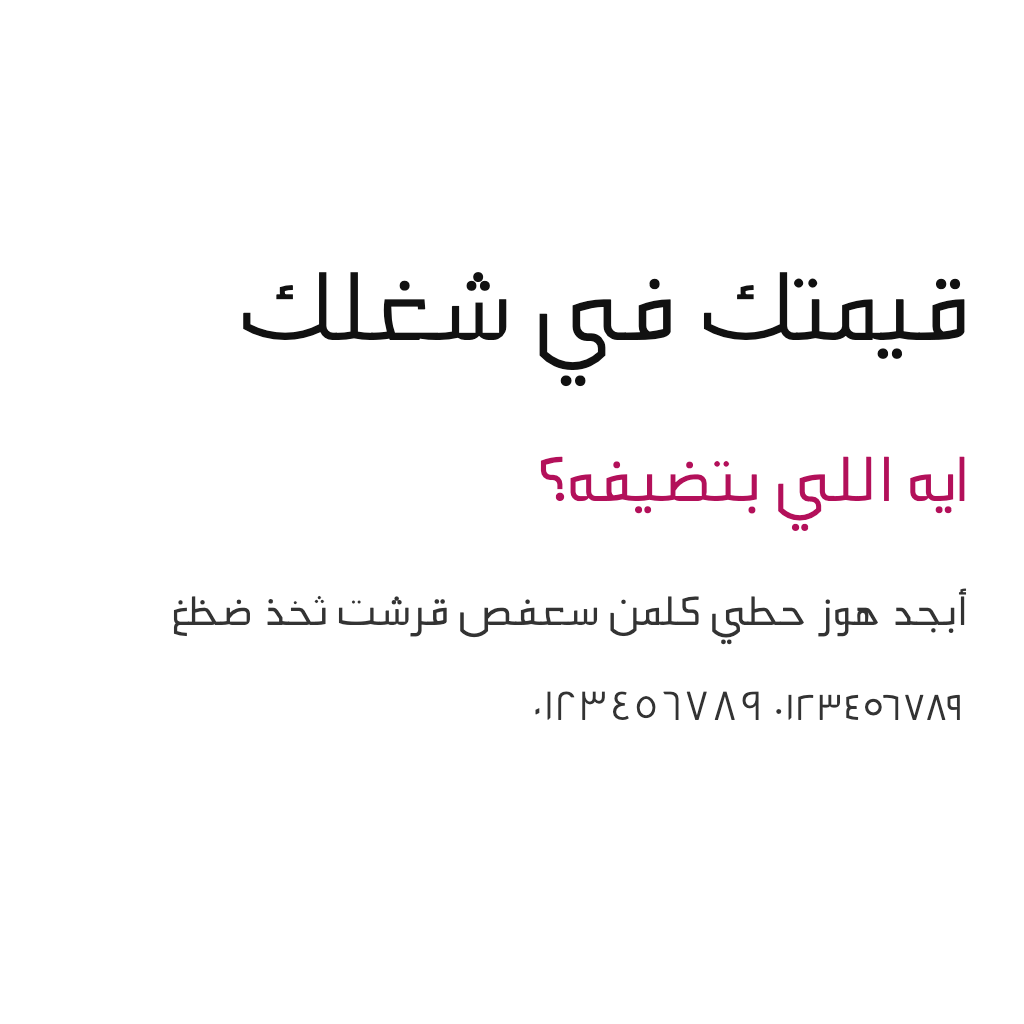 قيمتك في شغلك
ايه اللي بتضيفه؟
أبجد هوز حطي كلمن سعفص قرشت ثخذ ضظغ
٠١٢٣٤٥٦٧٨٩ ٠١٢٣٤٥٦٧٨٩